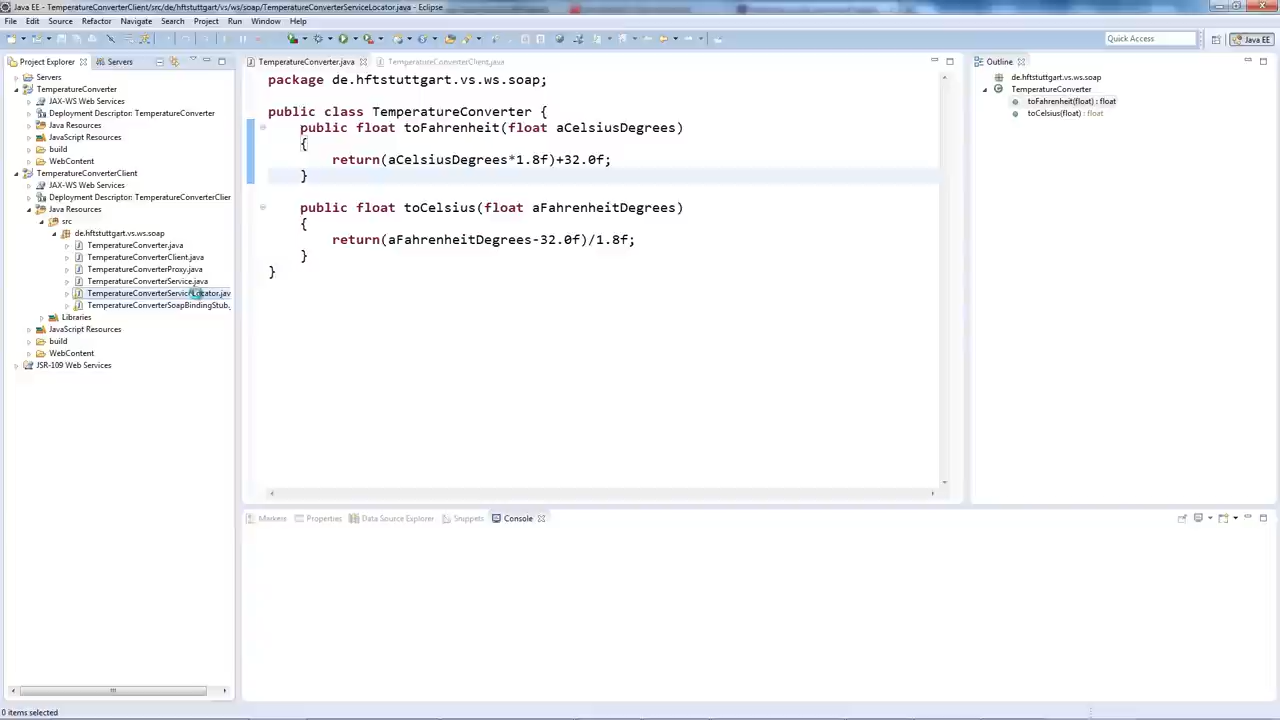 Java EE - TemperatureConverterClient/src/de/hftstuttgart/vs/ws/soap/TemperatureConverterServiceLocator.java - Eclipse
File Edit Source Refactor Navigate Search Project Run Window Help
Quick Access
Java EE
Project Explorer
Servers
Servers
TemperatureConverter
JAX-WS Web Services
Deployment Descriptor: TemperatureConverter
Java Resources
JavaScript Resources
build
WebContent
TemperatureConverterClient
JAX-WS Web Services
Deployment Descriptor: TemperatureConverterClier
Java Resources
src
de.hftstuttgart.vs.ws.soap
TemperatureConverter.java
TemperatureConverterClient.java
TemperatureConverterProxy.java
TemperatureConverterService.java
TemperatureConverterServiceLocator.jav
TemperatureConverterSoapBindingStub.
Libraries
JavaScript Resources
build
WebContent
JSR-109 Web Services
TemperatureConverter.java
TemperatureConverterClient.java
package de.hftstuttgart.vs.ws.soap;
public class TemperatureConverter {
public float toFahrenheit(float aCelsiusDegrees)
{
return(aCelsiusDegrees*1.8f)+32.0f;
}
public float toCelsius(float aFahrenheitDegrees)
{
return(aFahrenheitDegrees-32.0f)/1.8f;
}
}
Outline
de.hftstuttgart.vs.ws.soap
TemperatureConverter
toFahrenheit(float) : float
toCelsius(float) : float
Markers
Properties
Data Source Explorer
Snippets
Console
0 items selected